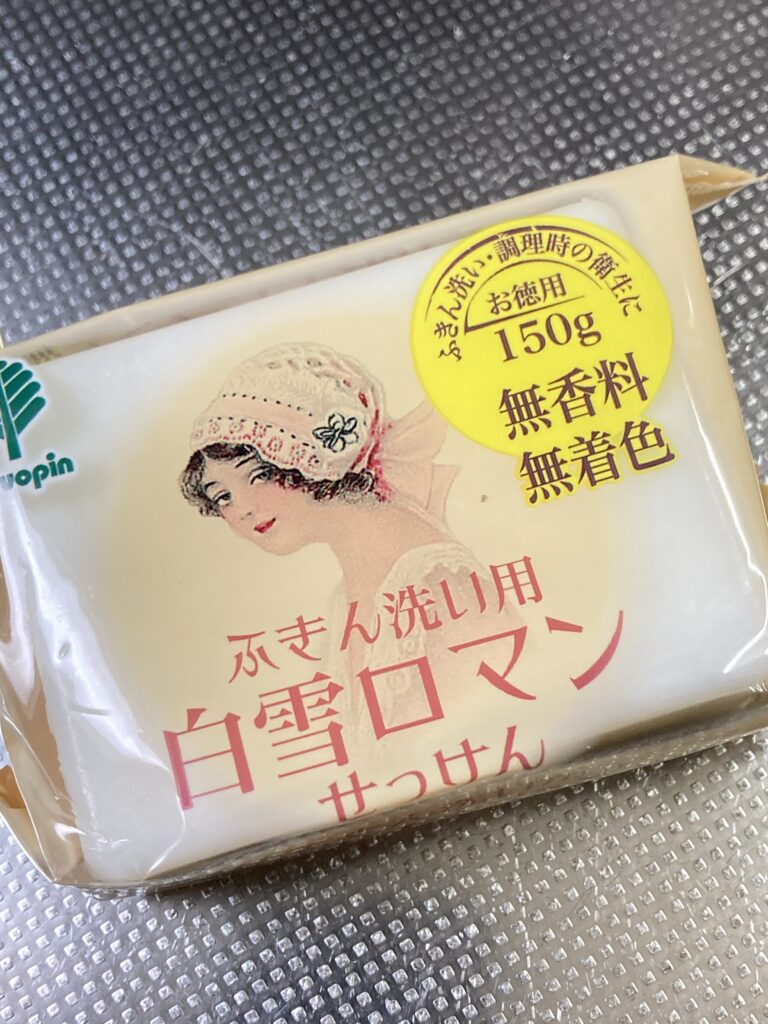 ふきん洗い・調理時の衛生に
お徳用
150g
無香料
無着色
uopin
ふきん洗い用
白雪ロマン
せっけん